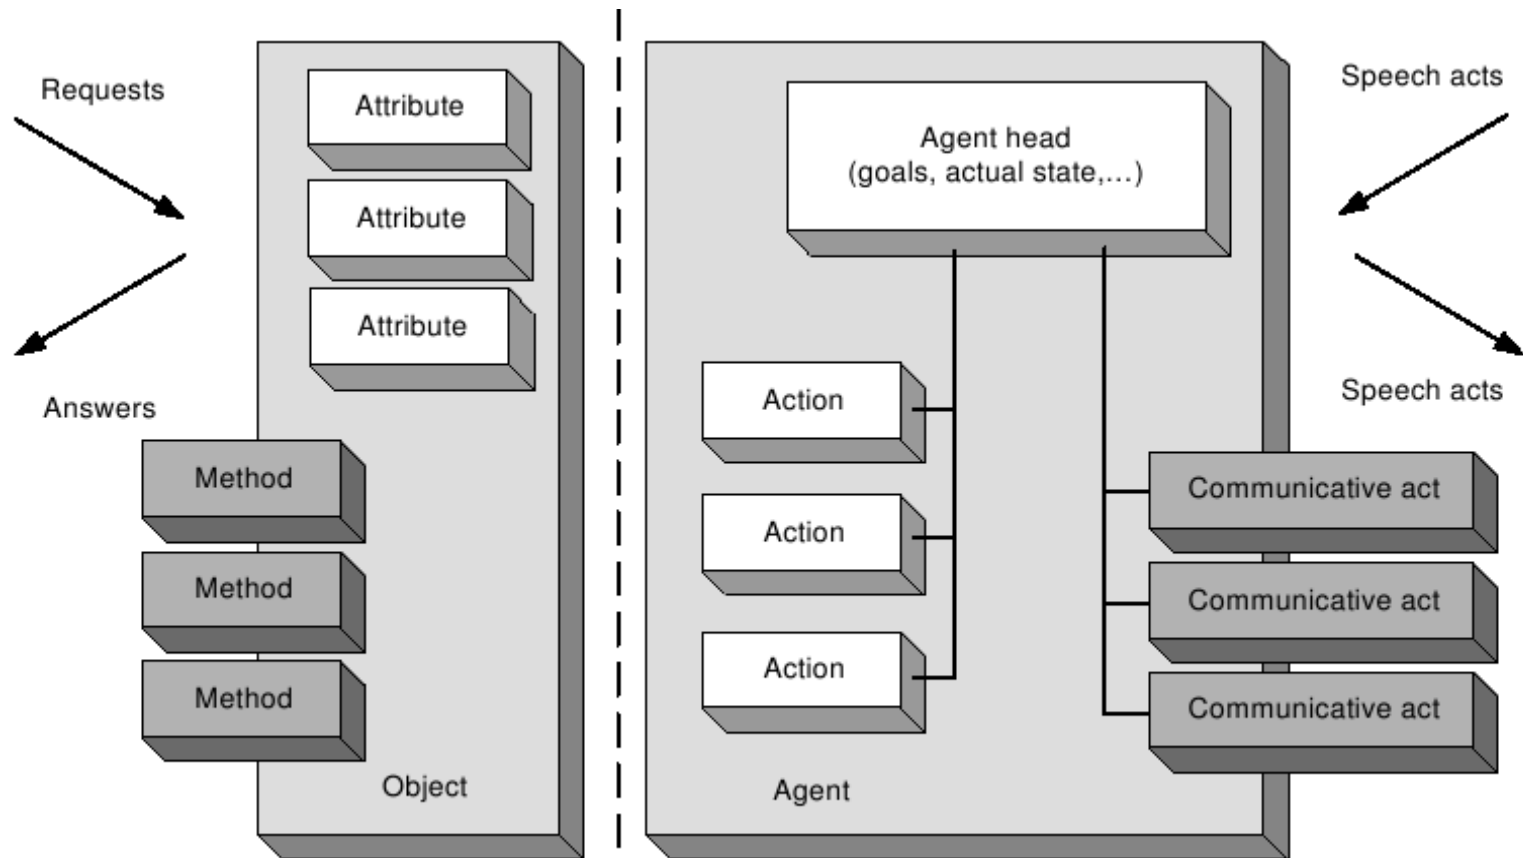 Requests
Answers
Attribute
Attribute
Attribute
Method
Method
Method
Object
Agent head
(goals, actual state,...)
Action
Action
Action
Agent
Speech acts
Speech acts
Communicative act
Communicative act
Communicative act